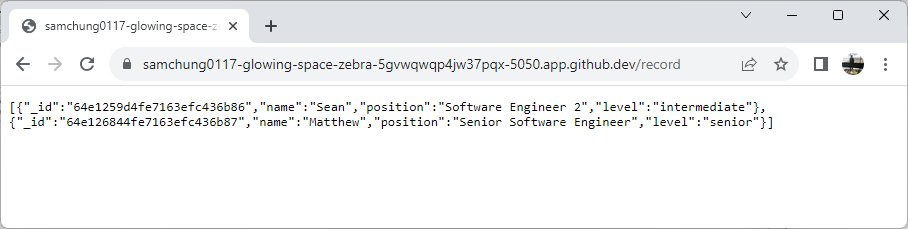 samchung0117-glowing-space-ze
samchung0117-glowing-space-zebra-5gvwqwqp4jw37pqx-5050.app.github.dev/record
[{"_id":"64e1259d4fe7163efc436b86","name":"Sean","position":"Software Engineer 2","level":"intermediate"},
{"_id":"64e126844fe7163efc436b87","name":"Matthew","position":"Senior Software Engineer","level":"senior"}]